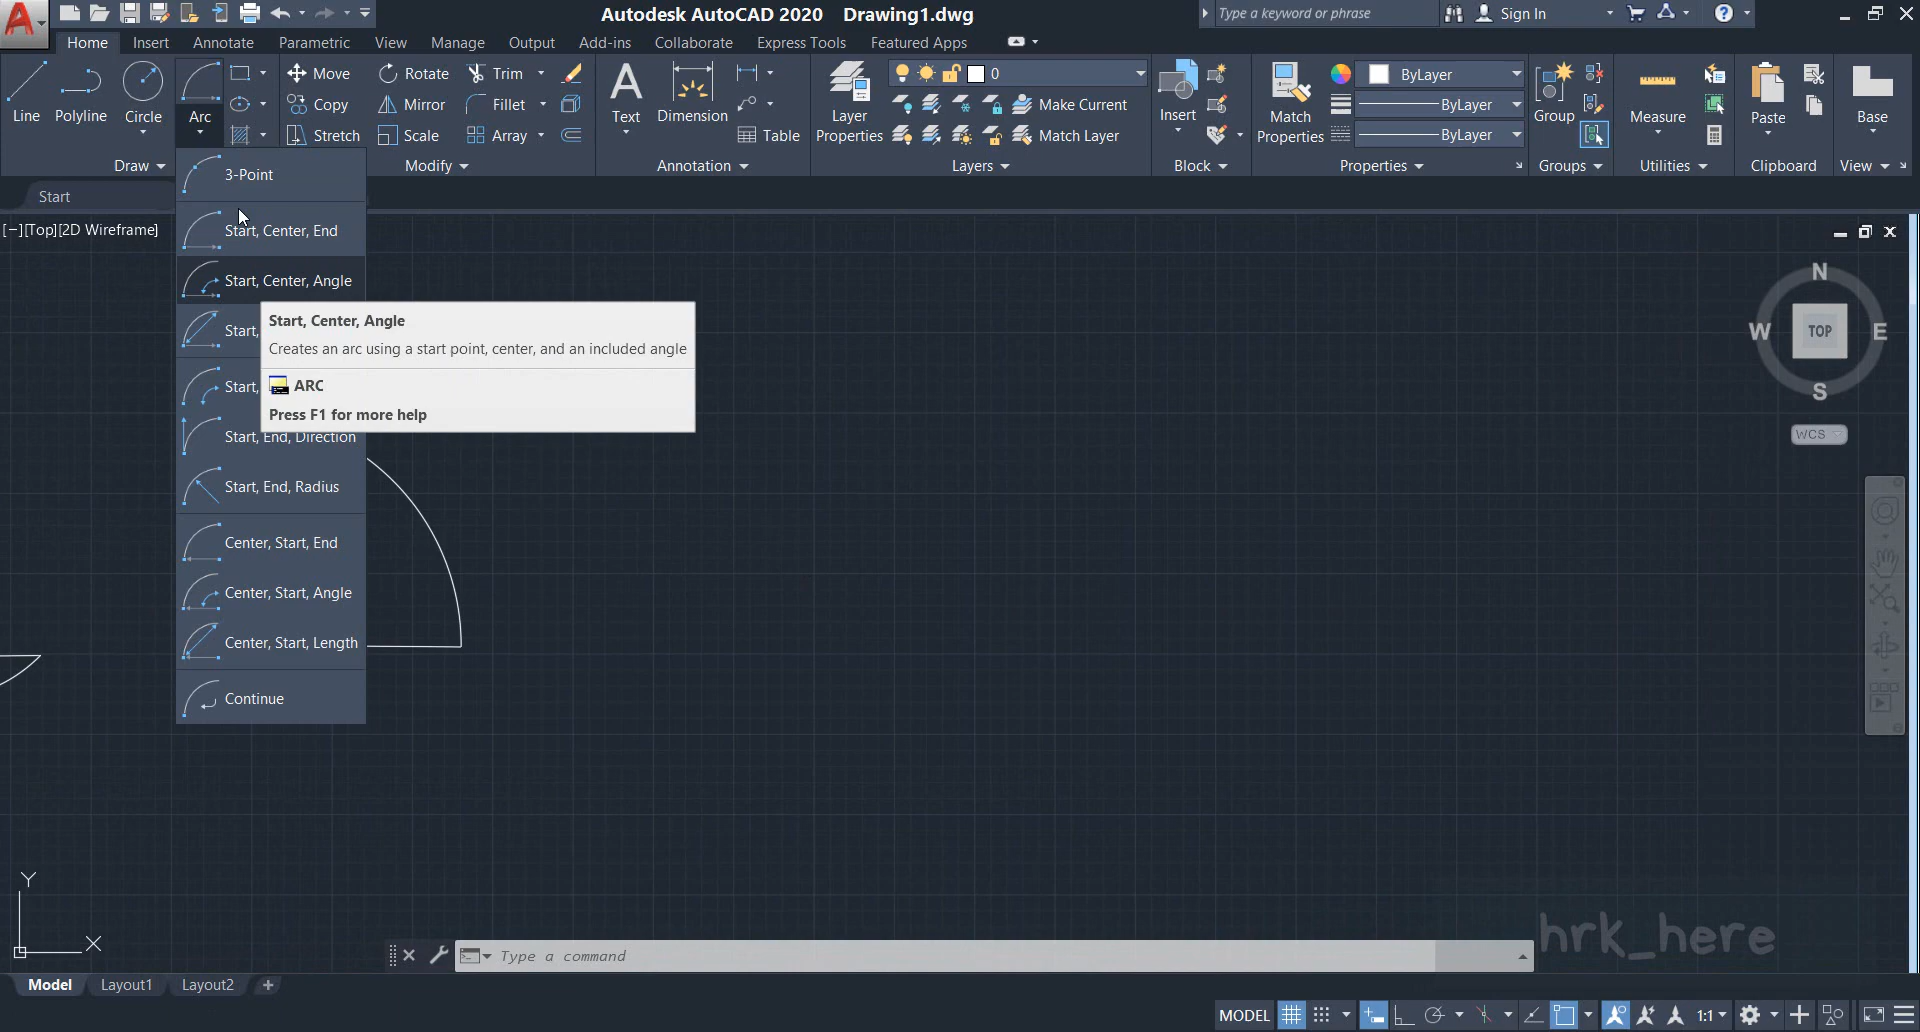 Autodesk AutoCAD 2020 Drawing1.dwg
Type a keyword or phrase
Sign In
Home Insert Annotate Parametric View Manage Output Add-ins Collaborate Express Tools Featured Apps
Line Polyline Circle Arc
Move Rotate Trim
Copy Mirror Fillet
Stretch Scale Array
Text Dimension Table
Layer Properties
0
Make Current
Match Layer
Insert
Match Properties
ByLayer
ByLayer
ByLayer
Group
Measure
Paste
Base
Draw Modify Annotation Layers Block Properties Groups Utilities Clipboard View
Start
[−][Top][2D Wireframe]
3-Point
Start, Center, End
Start, Center, Angle
Start,
Start,
Start, End, Direction
Start, End, Radius
Center, Start, End
Center, Start, Angle
Center, Start, Length
Continue
Start, Center, Angle
Creates an arc using a start point, center, and an included angle
ARC
Press F1 for more help
N
W TOP E
S
WCS
Y
X
Type a command
hrk_here
Model Layout1 Layout2 +
MODEL 1:1